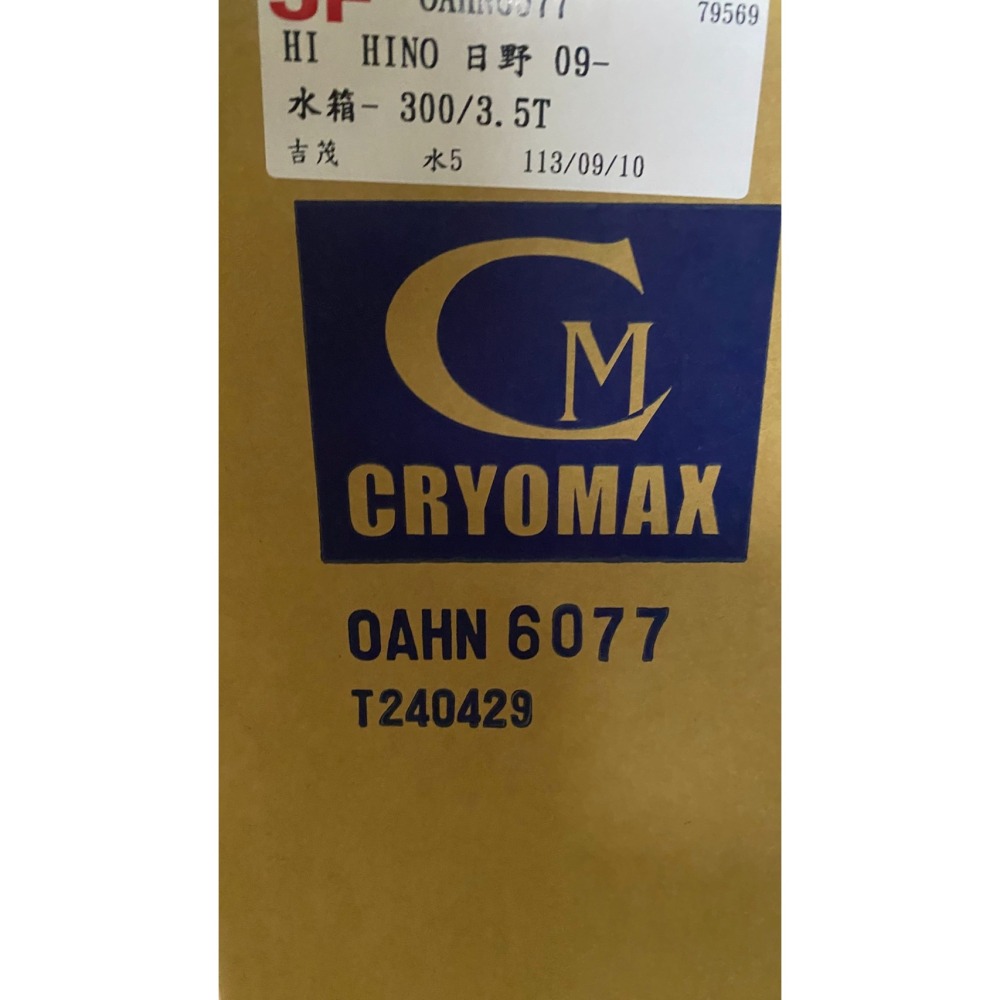 79569
HI HINO 日野 09-
水箱- 300/3.5T
吉茂 水5 113/09/10
CM
CRYOMAX
OAHN 6077
T240429